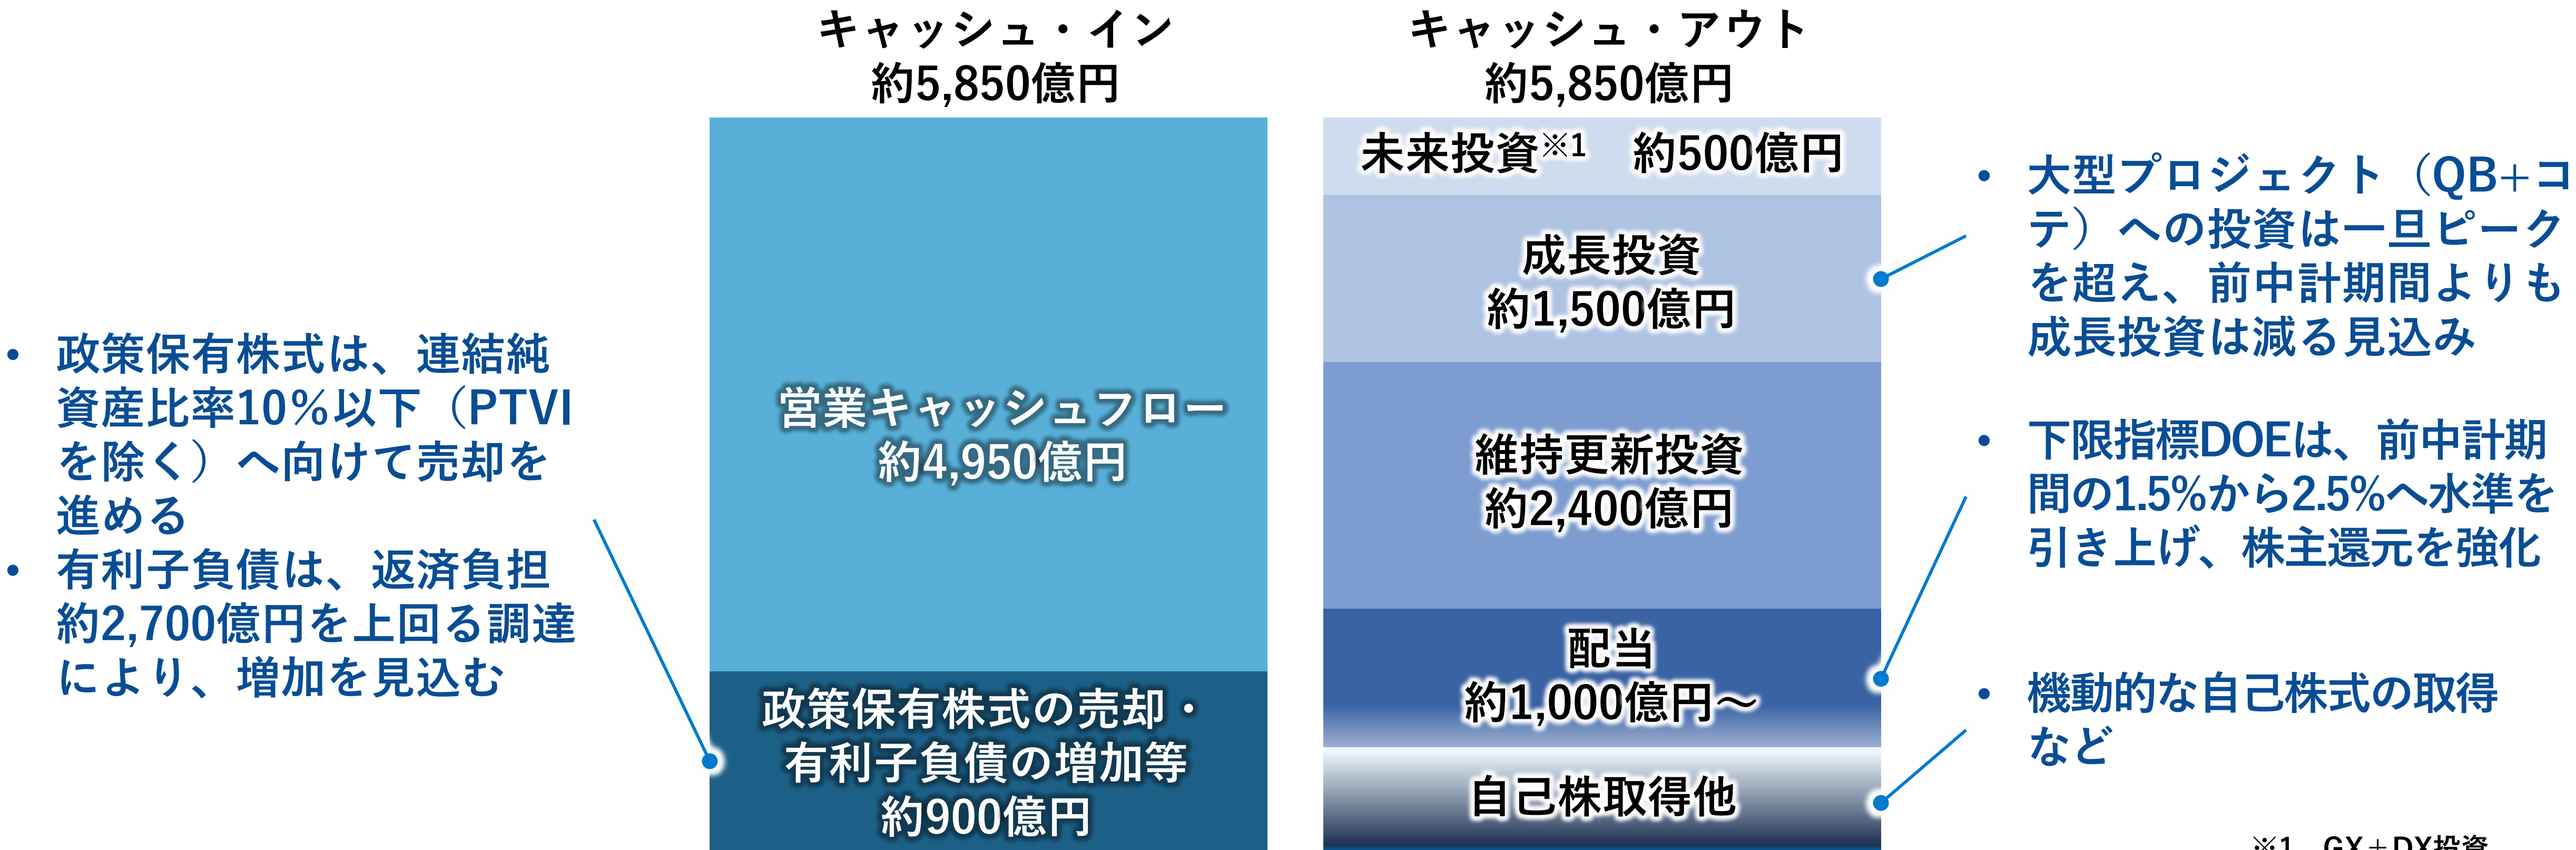 キャッシュ・イン
約5,850億円
キャッシュ・アウト
約5,850億円
• 政策保有株式は、連結純
資産比率10％以下（PTVI
を除く）へ向けて売却を
進める
• 有利子負債は、返済負担
約2,700億円を上回る調達
により、増加を見込む
営業キャッシュフロー
約4,950億円
政策保有株式の売却・
有利子負債の増加等
約900億円
未来投資※1　約500億円
成長投資
約1,500億円
維持更新投資
約2,400億円
配当
約1,000億円～
自己株取得他
• 大型プロジェクト（QB+コ
テ）への投資は一旦ピーク
を超え、前中計期間よりも
成長投資は減る見込み
• 下限指標DOEは、前中計期
間の1.5%から2.5%へ水準を
引き上げ、株主還元を強化
• 機動的な自己株式の取得
など
※1　GX＋DX投資